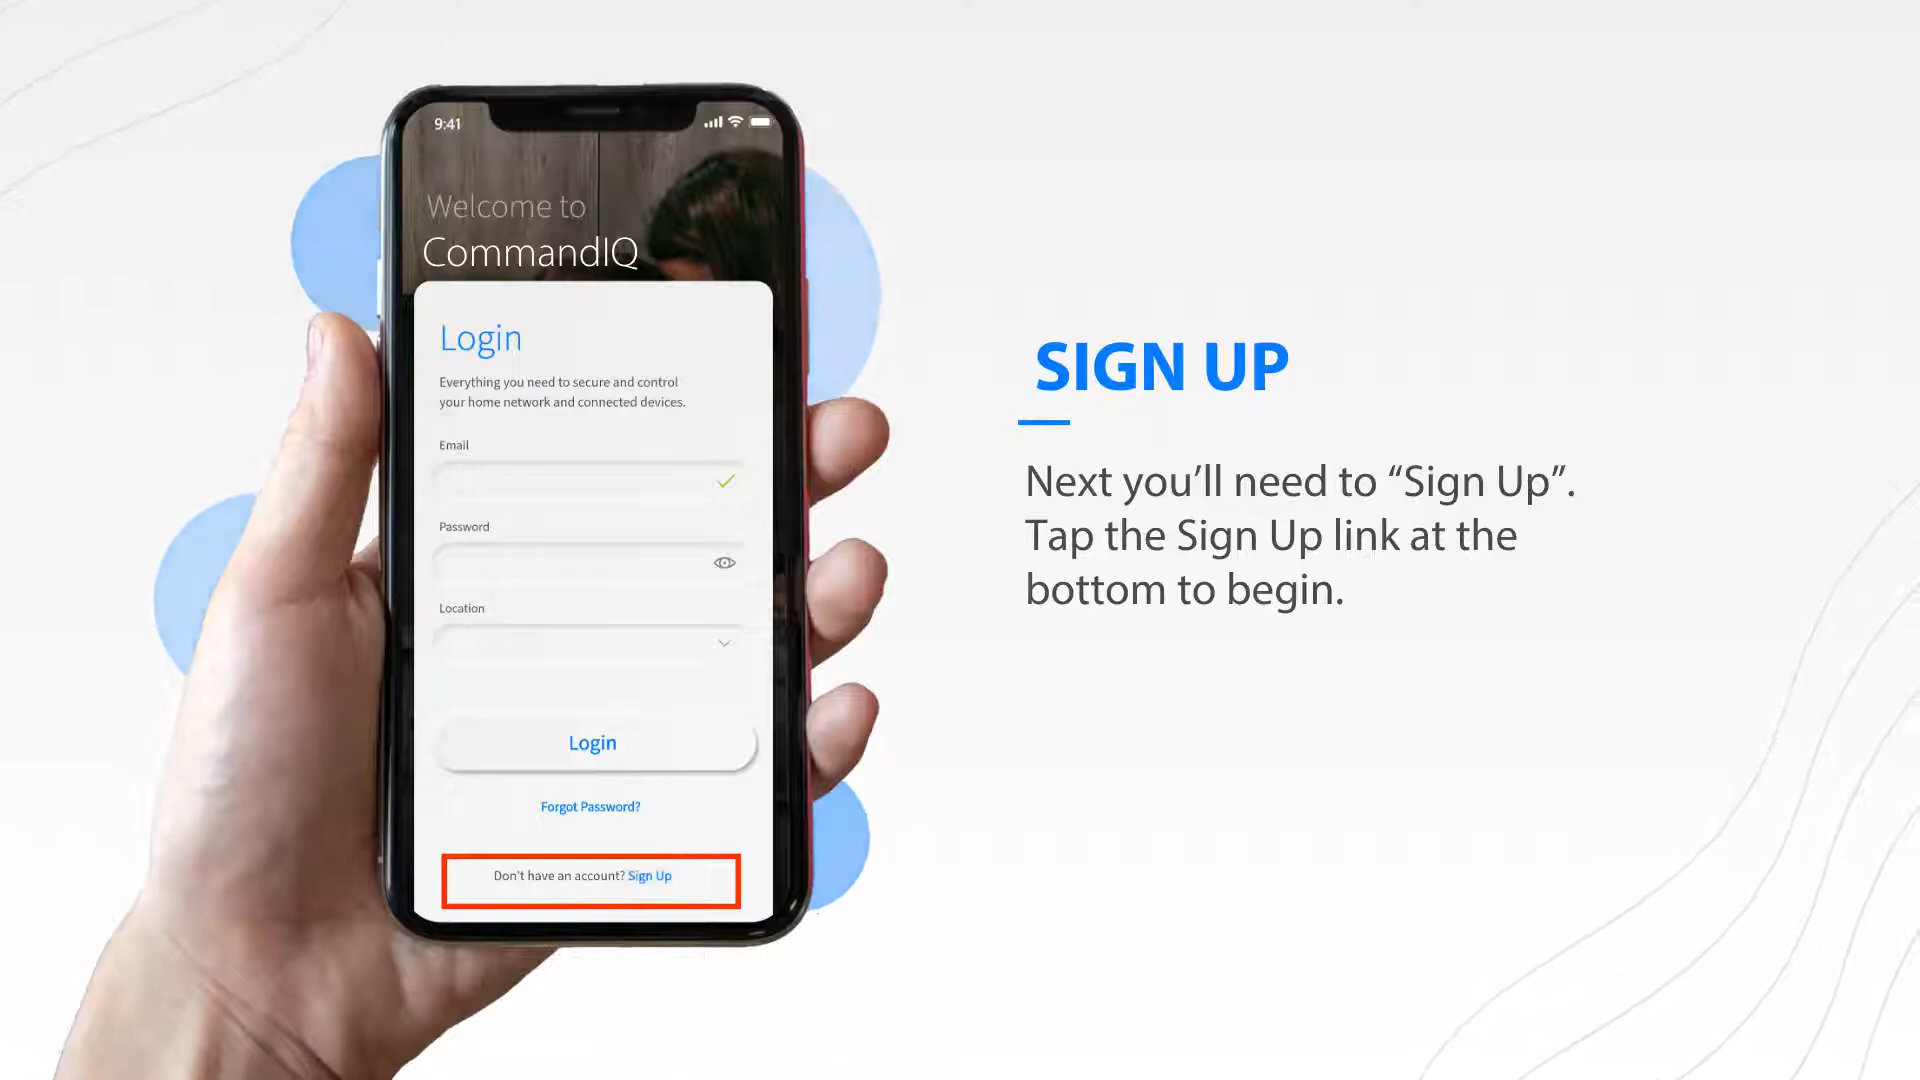 9:41
Welcome to
CommandIQ
Login
Everything you need to secure and control
your home network and connected devices.
Email
Password
Location
Login
Forgot Password?
Don't have an account? Sign Up
SIGN UP
Next you’ll need to “Sign Up”.
Tap the Sign Up link at the
bottom to begin.